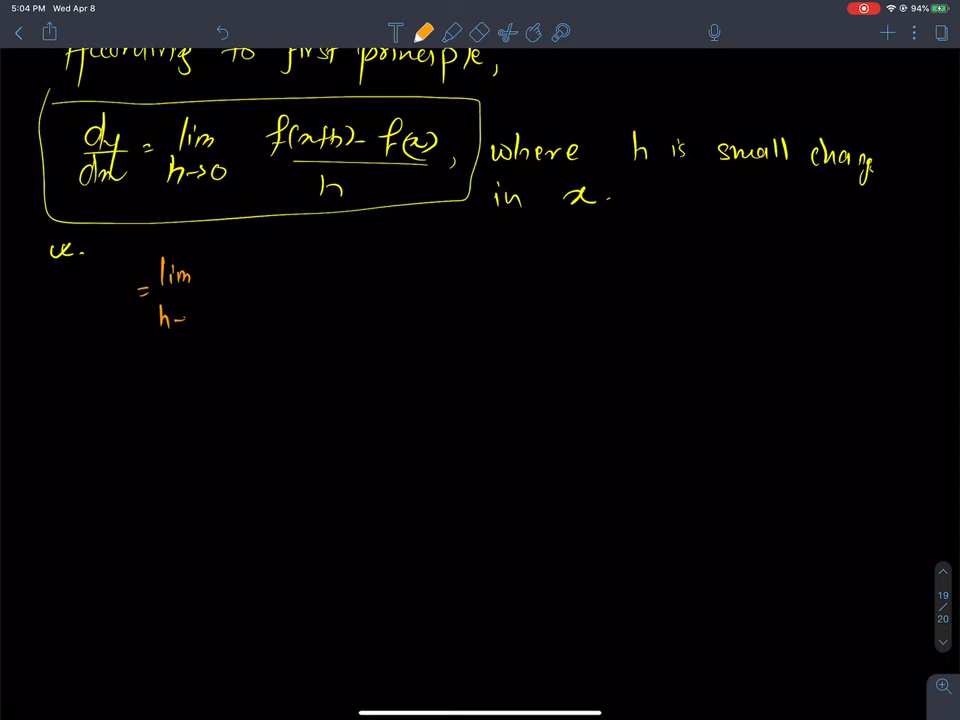 5:04 PM Wed Apr 8
94%
According to first principle,
dy/dx = lim h→0 f(x+h) - f(x) / h , where h is small change
in x.
= lim
h-
19
20